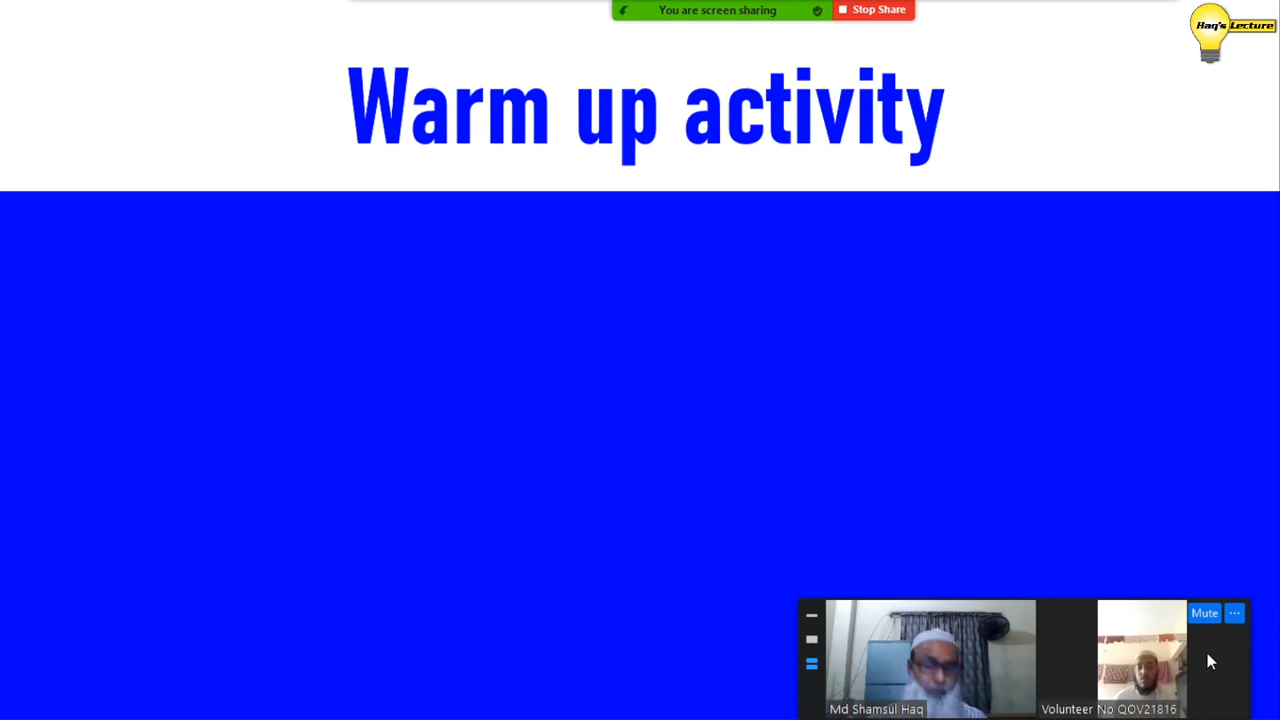 You are screen sharing
Stop Share
Haq's Lecture
Warm up activity
Mute
Md Shamsul Haq
Volunteer No QOV21816